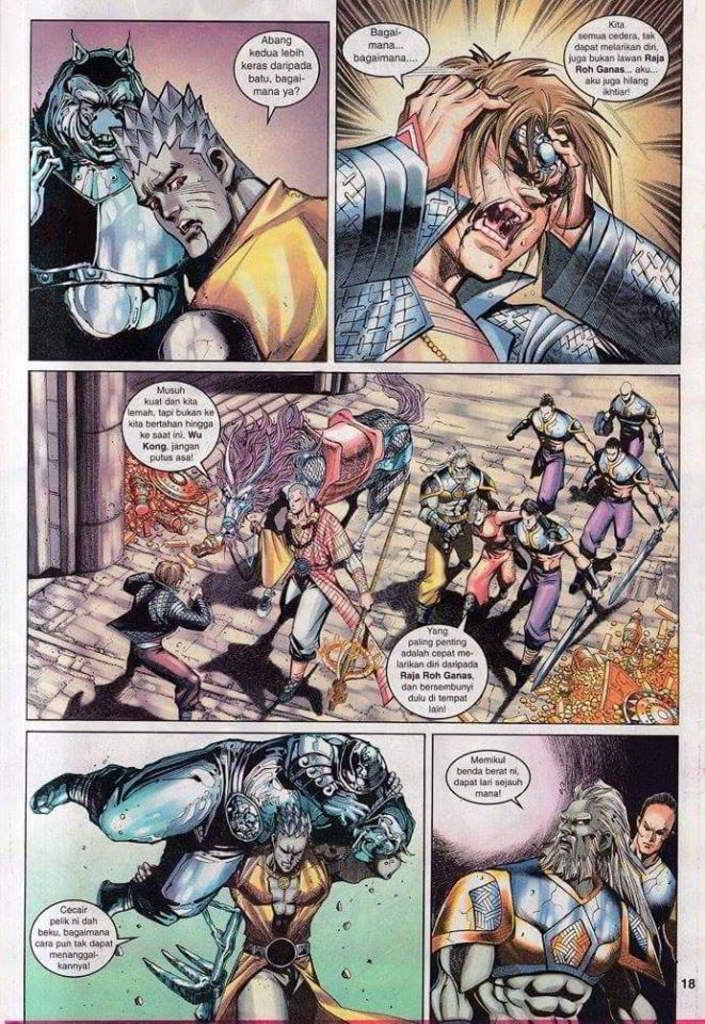 Abang
kedua lebih
keras daripada
batu, bagai-
mana ya?
Bagai-
mana...
bagaimana....
Kita
semua cedera, tak
dapat melarikan diri,
juga bukan lawan Raja
Roh Ganas... aku...
aku juga hilang
ikhtiar!
Musuh
kuat dan kita
lemah, tapi bukan ke
kita bertahan hingga
ke saat ini. Wu
Kong, jangan
putus asa!
Yang
paling penting
adalah cepat me-
larikan diri daripada
Raja Roh Ganas,
dan bersembunyi
dulu di tempat
lain!
Cecair
pelik ni dah
beku, bagaimana
cara pun tak dapat
menanggal-
kannya!
Memikul
benda berat ni,
dapat lari sejauh
mana!
18